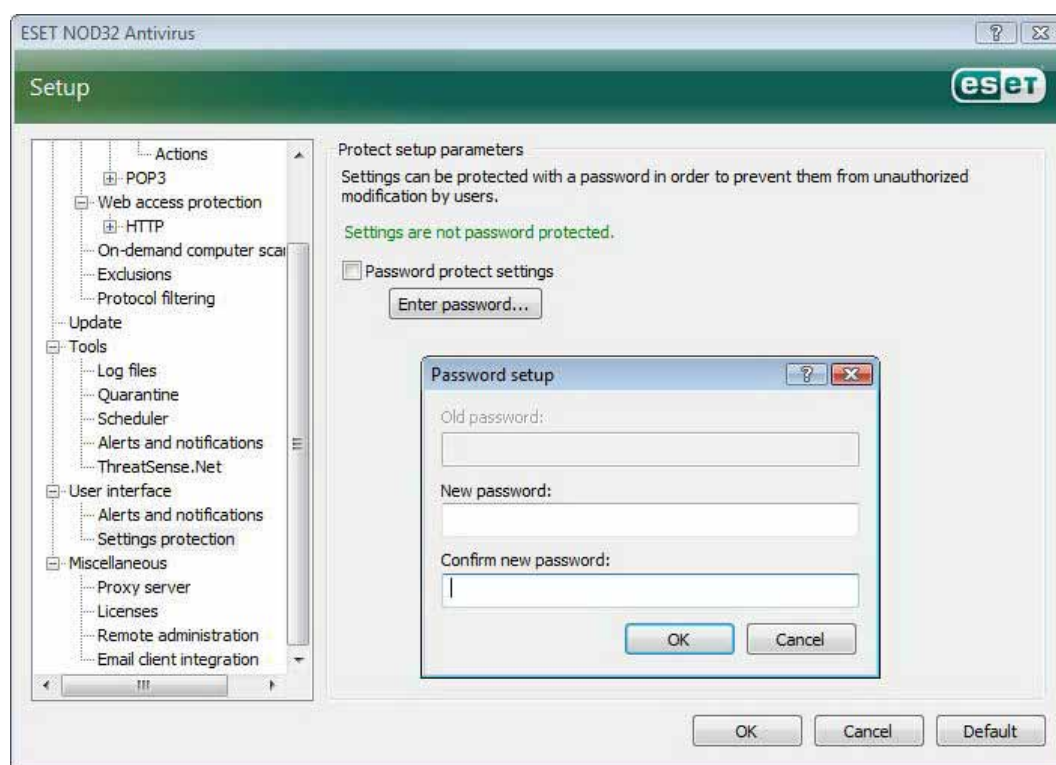 ESET NOD32 Antivirus
Setup
eseT
Actions
POP3
Web access protection
HTTP
On-demand computer scar
Exclusions
Protocol filtering
Update
Tools
Log files
Quarantine
Scheduler
Alerts and notifications
ThreatSense.Net
User interface
Alerts and notifications
Settings protection
Miscellaneous
Proxy server
Licenses
Remote administration
Email client integration
Protect setup parameters
Settings can be protected with a password in order to prevent them from unauthorized
modification by users.
Settings are not password protected.
Password protect settings
Enter password...
Password setup
Old password:
New password:
Confirm new password:
OK
Cancel
OK
Cancel
Default